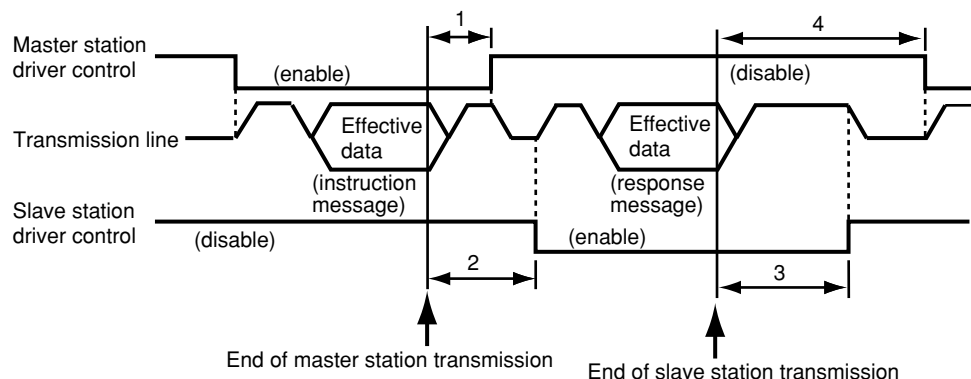 1
4
Master station
driver control
(enable)
(disable)
Transmission line
Effective
data
Effective
data
(instruction
message)
(response
message)
Slave station
driver control
(disable)
(enable)
2
3
End of master station transmission
End of slave station transmission